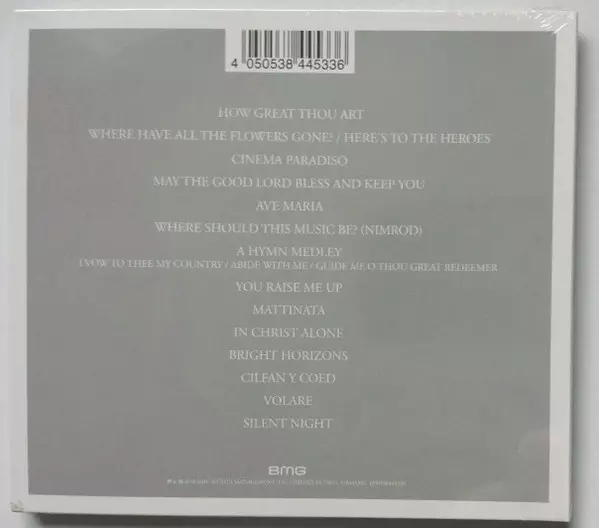 4 050538 445336
HOW GREAT THOU ART
WHERE HAVE ALL THE FLOWERS GONE? / HERE'S TO THE HEROES
CINEMA PARADISO
MAY THE GOOD LORD BLESS AND KEEP YOU
AVE MARIA
WHERE SHOULD THIS MUSIC BE? (NIMROD)
A HYMN MEDLEY
I VOW TO THEE MY COUNTRY / ABIDE WITH ME / GUIDE ME O THOU GREAT REDEEMER
YOU RAISE ME UP
MATTINATA
IN CHRIST ALONE
BRIGHT HORIZONS
CILFAN Y COED
VOLARE
SILENT NIGHT
BMG